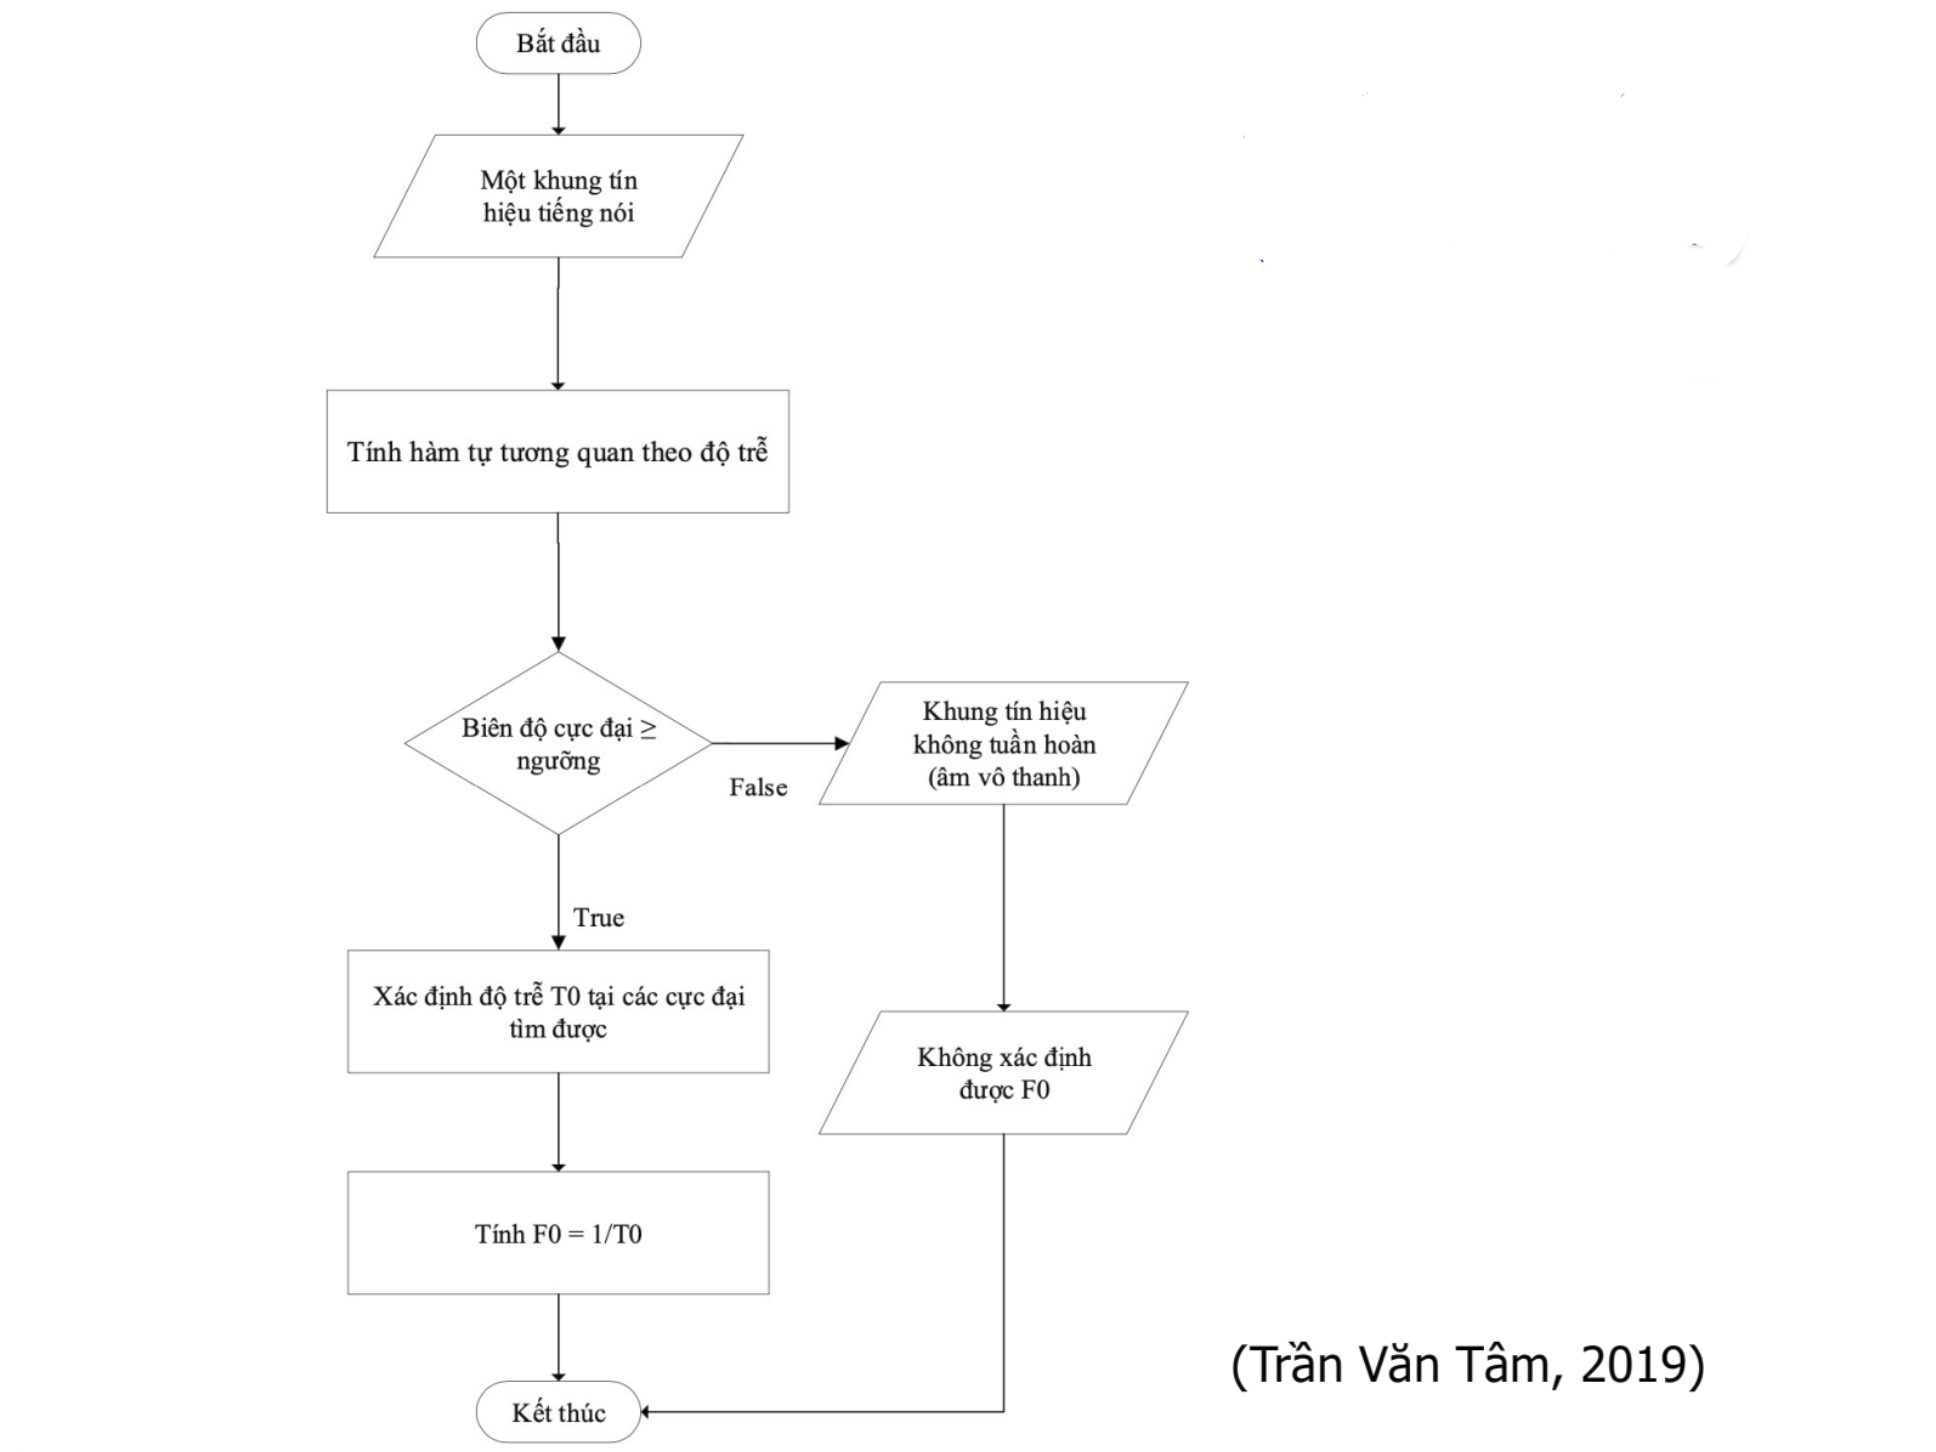 Bắt đầu
Một khung tín
hiệu tiếng nói
Tính hàm tự tương quan theo độ trễ
Biên độ cực đại ≥
ngưỡng
False
Khung tín hiệu
không tuần hoàn
(âm vô thanh)
True
Xác định độ trễ T0 tại các cực đại
tìm được
Không xác định
được F0
Tính F0 = 1/T0
Kết thúc
(Trần Văn Tâm, 2019)